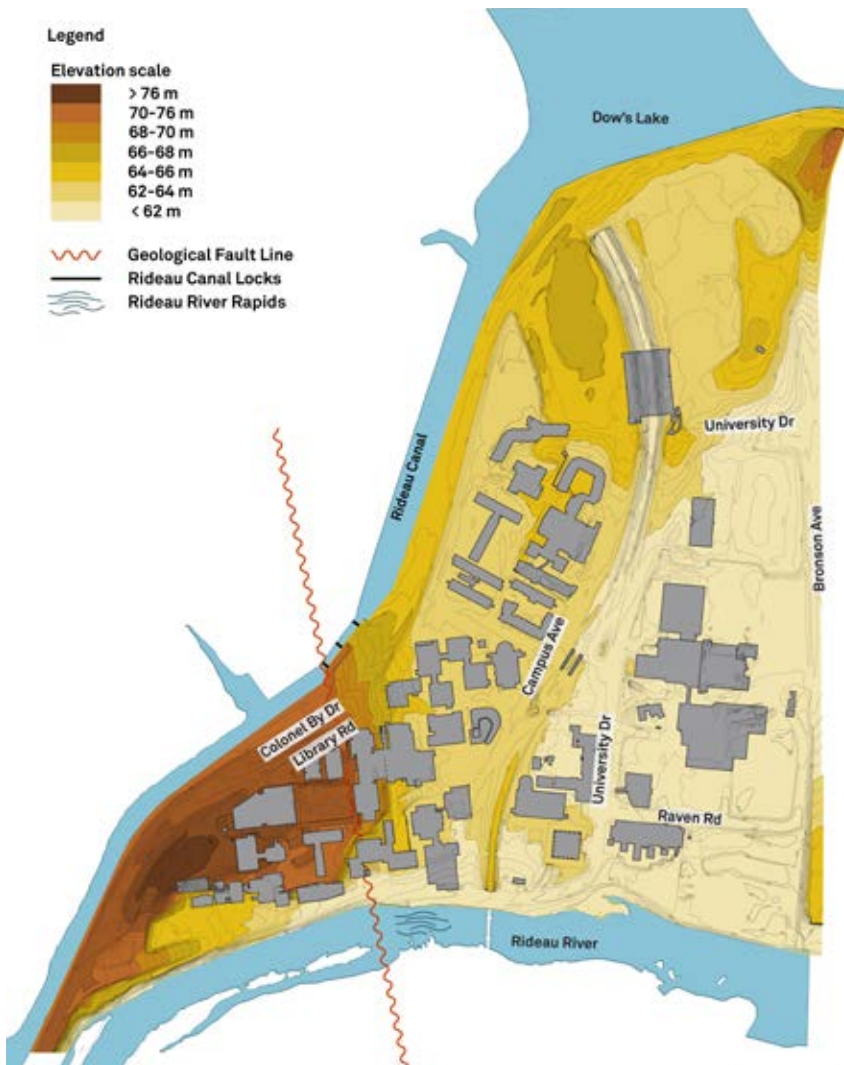 Legend
Elevation scale
> 76 m
70-76 m
68-70 m
66-68 m
64-66 m
62-64 m
< 62 m
Geological Fault Line
Rideau Canal Locks
Rideau River Rapids
Dow's Lake
University Dr
Rideau Canal
Bronson Ave
Campus Ave
Colonel By Dr
Library Rd
University Dr
Raven Rd
Rideau River